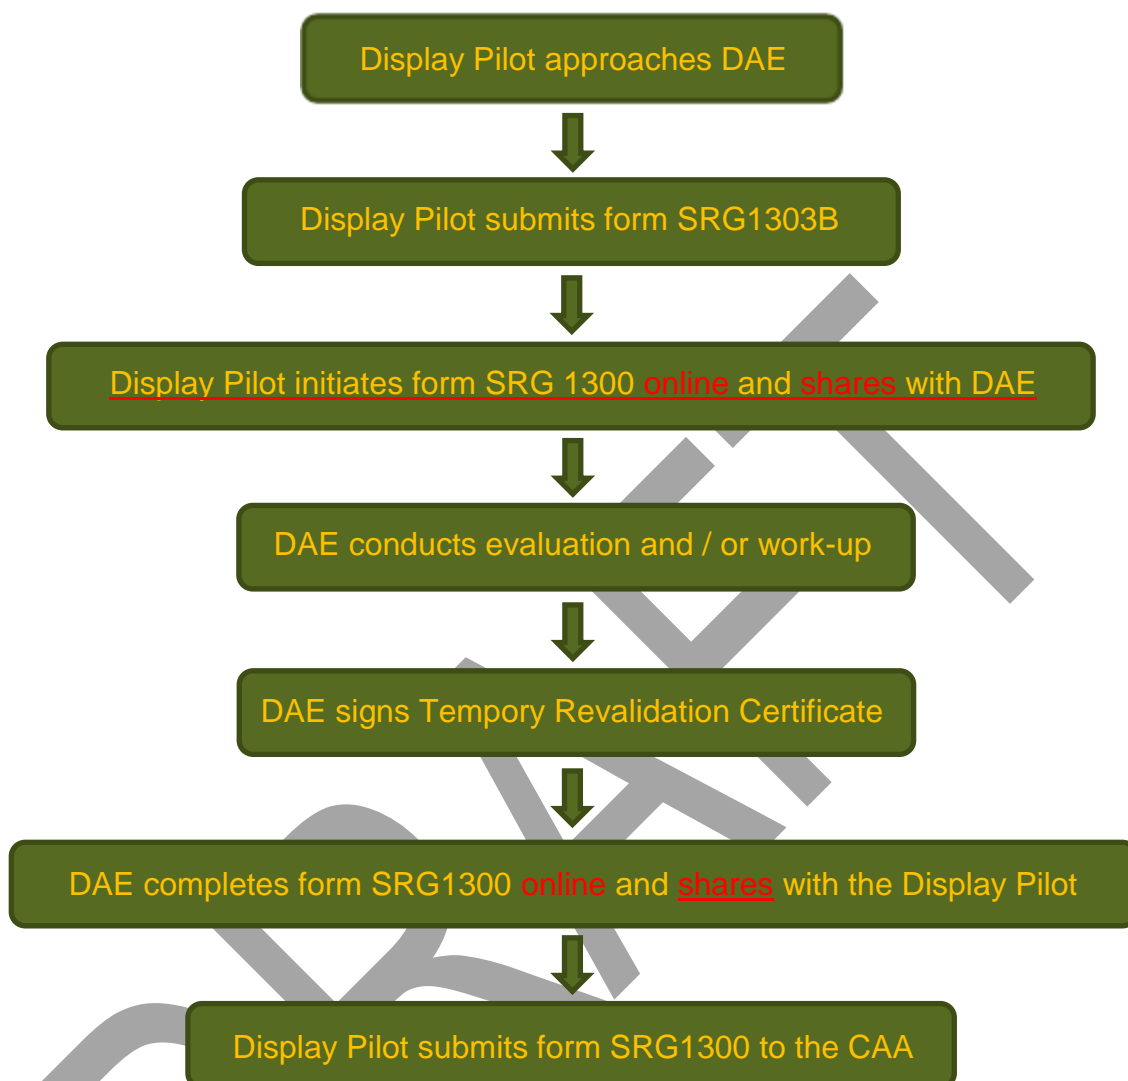 Display Pilot approaches DAE
Display Pilot submits form SRG1303B
Display Pilot initiates form SRG 1300 online and shares with DAE
DAE conducts evaluation and / or work-up
DAE signs Tempory Revalidation Certificate
DAE completes form SRG1300 online and shares with the Display Pilot
Display Pilot submits form SRG1300 to the CAA
DRAFT